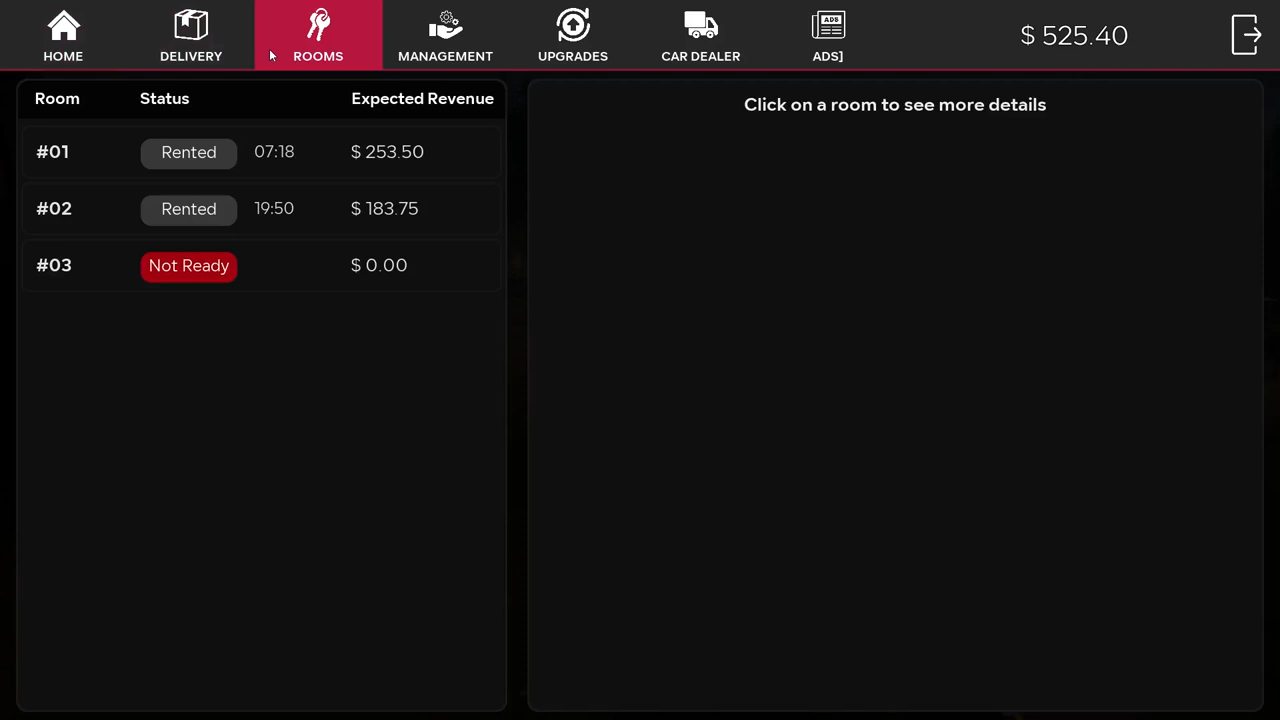 HOME DELIVERY ROOMS MANAGEMENT UPGRADES CAR DEALER ADS] $ 525.40
ADS
Room Status Expected Revenue
#01 Rented 07:18 $ 253.50
#02 Rented 19:50 $ 183.75
#03 Not Ready $ 0.00
Click on a room to see more details